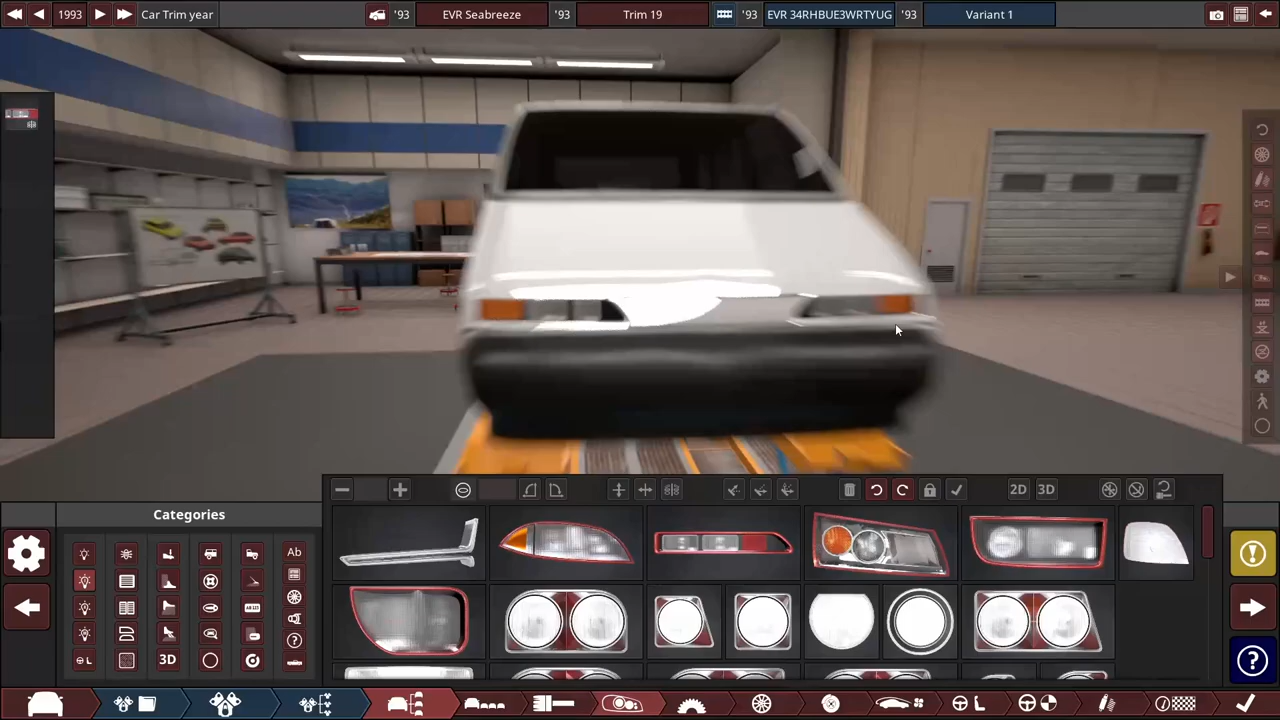 1993 Car Trim year '93 EVR Seabreeze '93 Trim 19 '93 EVR 34RHBUE3WRTYUG '93 Variant 1
2D 3D
Categories
Ab
L 3D